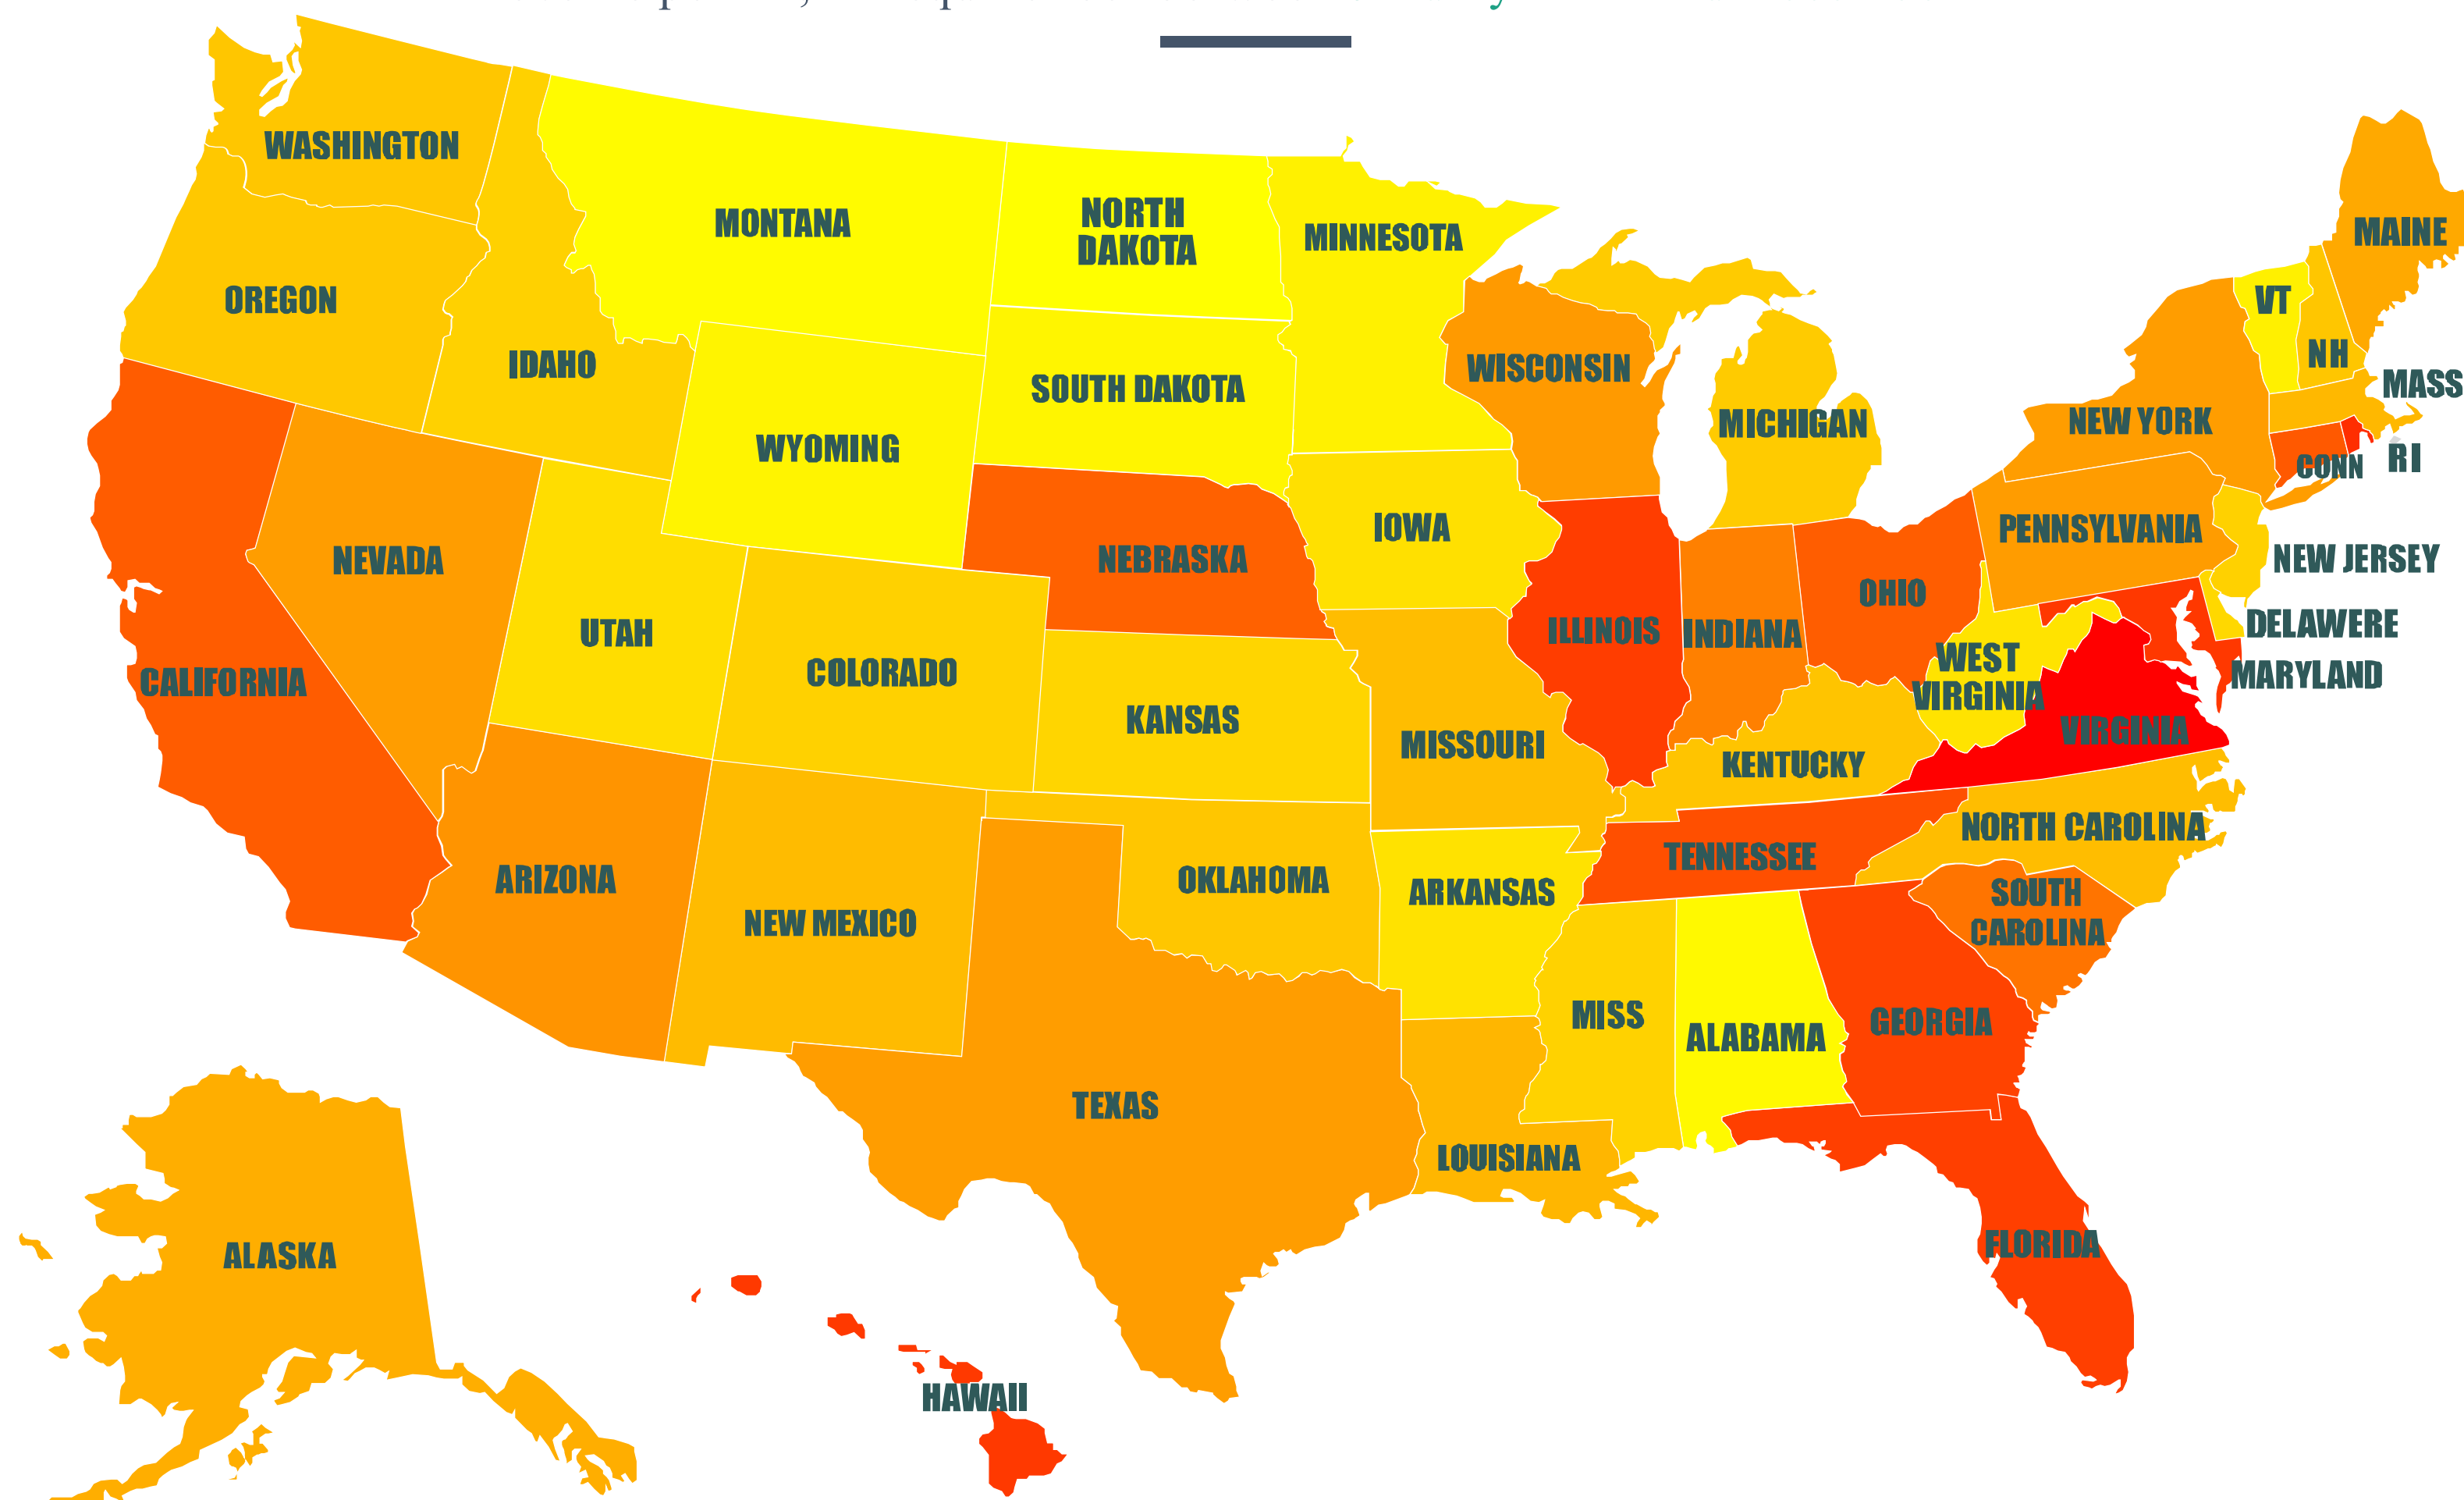 WASHINGTON
MONTANA
NORTH
DAKOTA
MINNESOTA
MAINE
OREGON
VT
IDAHO
SOUTH DAKOTA
WISCONSIN
NH
MASS
WYOMING
MICHIGAN
NEW YORK
CONN
RI
NEVADA
NEBRASKA
IOWA
PENNSYLVANIA
NEW JERSEY
OHIO
DELAWERE
UTAH
ILLINOIS
INDIANA
WEST
VIRGINIA
MARYLAND
CALIFORNIA
COLORADO
KANSAS
MISSOURI
VIRGINIA
KENTUCKY
NORTH CAROLINA
TENNESSEE
ARIZONA
OKLAHOMA
ARKANSAS
SOUTH
CAROLINA
NEW MEXICO
MISS
ALABAMA
GEORGIA
TEXAS
LOUISIANA
FLORIDA
ALASKA
HAWAII